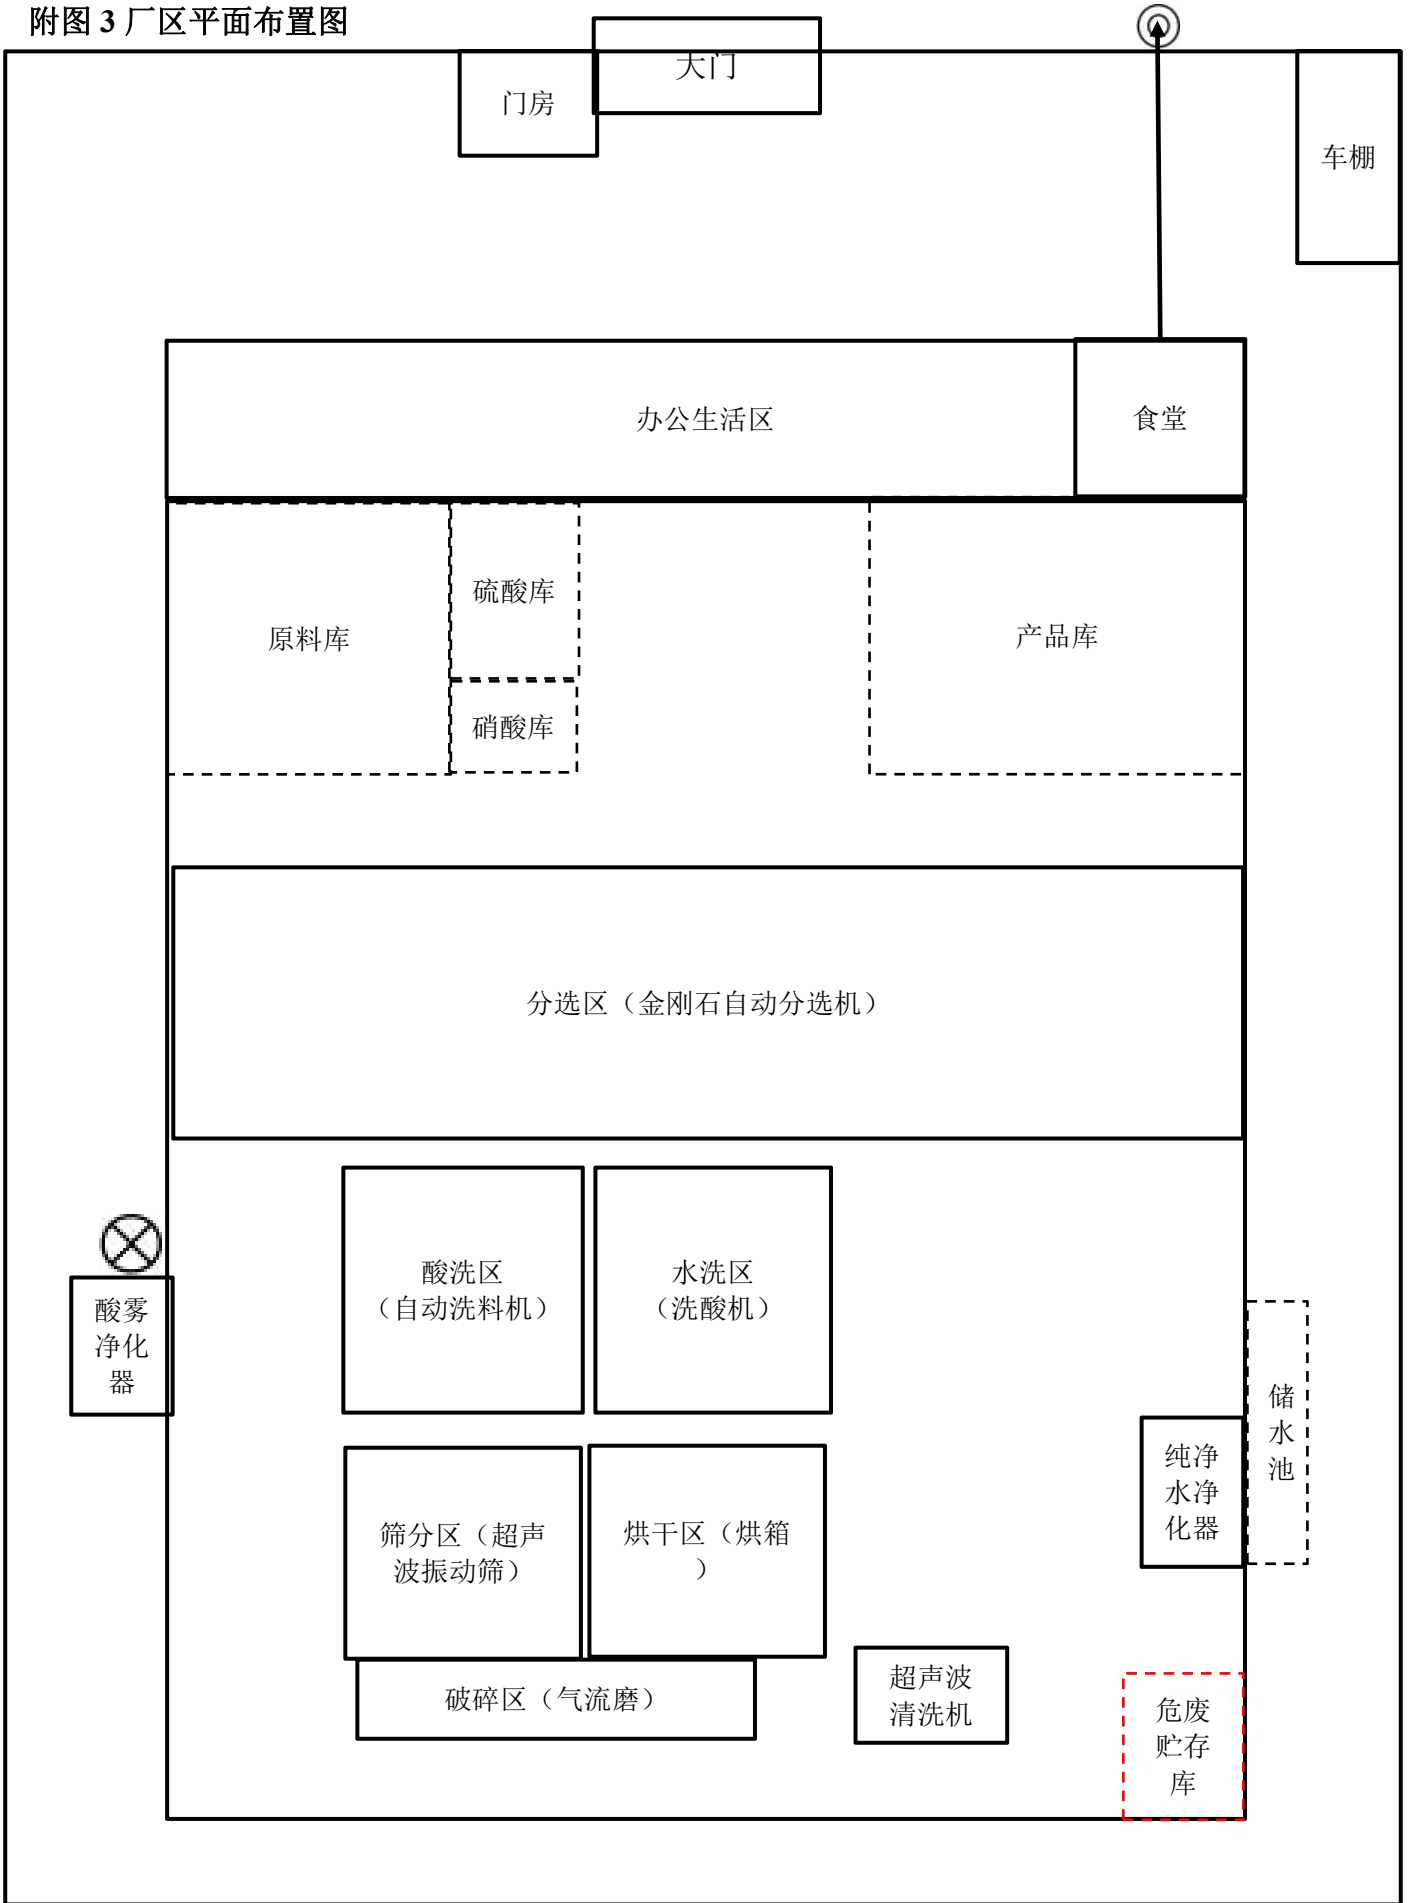 附图 3 厂区平面布置图
大门
门房
车棚
办公生活区
食堂
硫酸库
原料库
产品库
硝酸库
分选区（金刚石自动分选机）
酸洗区
（自动洗料机）
水洗区
（洗酸机）
酸雾
净化
器
储
水
池
纯净
水净
化器
筛分区（超声
波振动筛）
烘干区（烘箱
）
破碎区（气流磨）
超声波
清洗机
危废
贮存
库